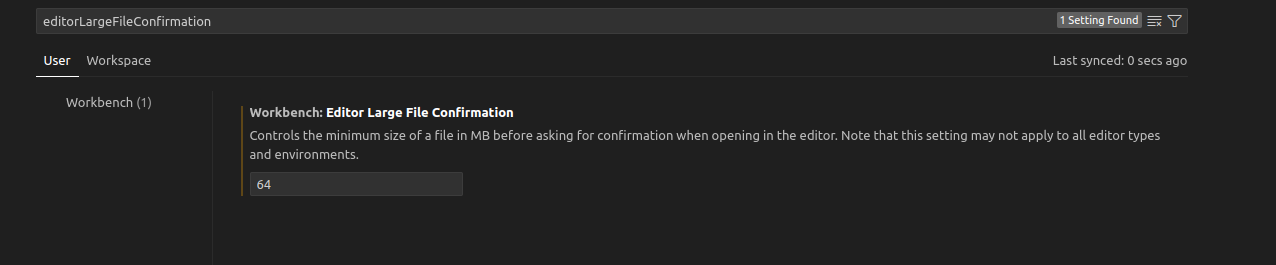 editorLargeFileConfirmation
1 Setting Found
User Workspace
Last synced: 0 secs ago
Workbench (1)
Workbench: Editor Large File Confirmation
Controls the minimum size of a file in MB before asking for confirmation when opening in the editor. Note that this setting may not apply to all editor types
and environments.
64